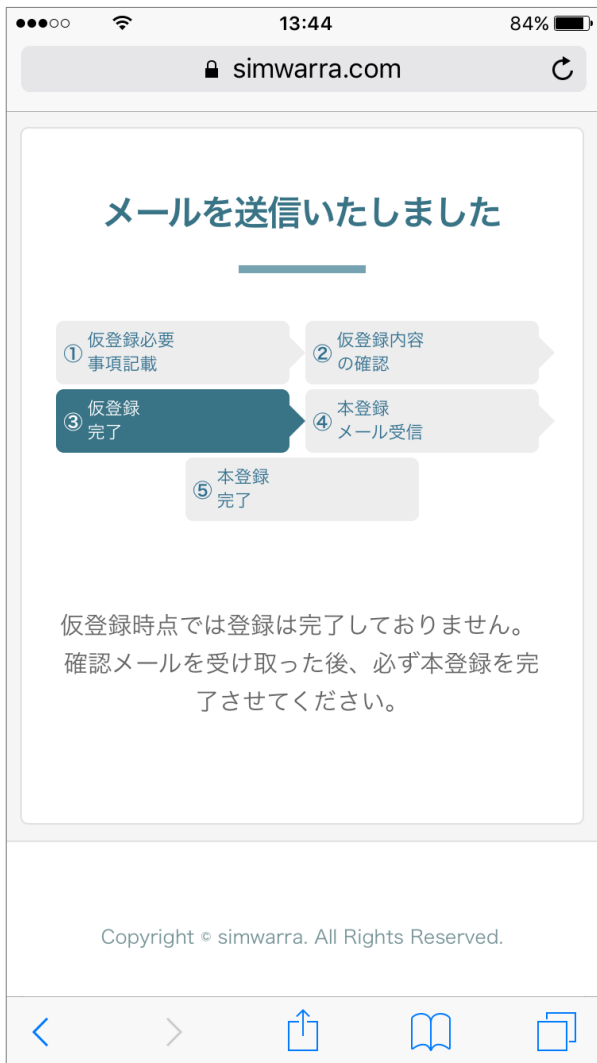 13:44
84%
simwarra.com
メールを送信いたしました
① 仮登録必要
事項記載
② 仮登録内容
の確認
③ 仮登録
完了
④ 本登録
メール受信
⑤ 本登録
完了
仮登録時点では登録は完了しておりません。
確認メールを受け取った後、必ず本登録を完
了させてください。
Copyright © simwarra. All Rights Reserved.